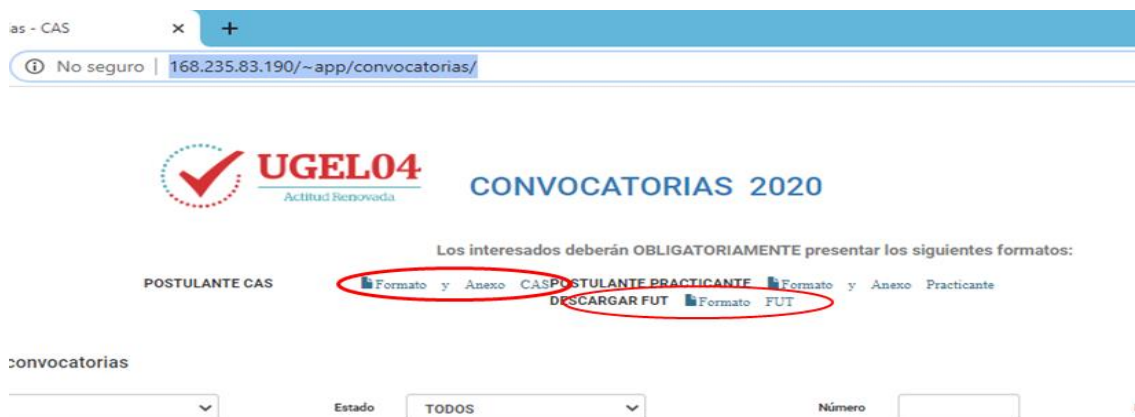 as - CAS
No seguro | 168.235.83.190/~app/convocatorias/
UGEL04
Actitud Renovada
CONVOCATORIAS 2020
Los interesados deberán OBLIGATORIAMENTE presentar los siguientes formatos:
POSTULANTE CAS Formato y Anexo CAS POSTULANTE PRACTICANTE Formato y Anexo Practicante
DESCARGAR FUT Formato FUT
convocatorias
Estado TODOS Número